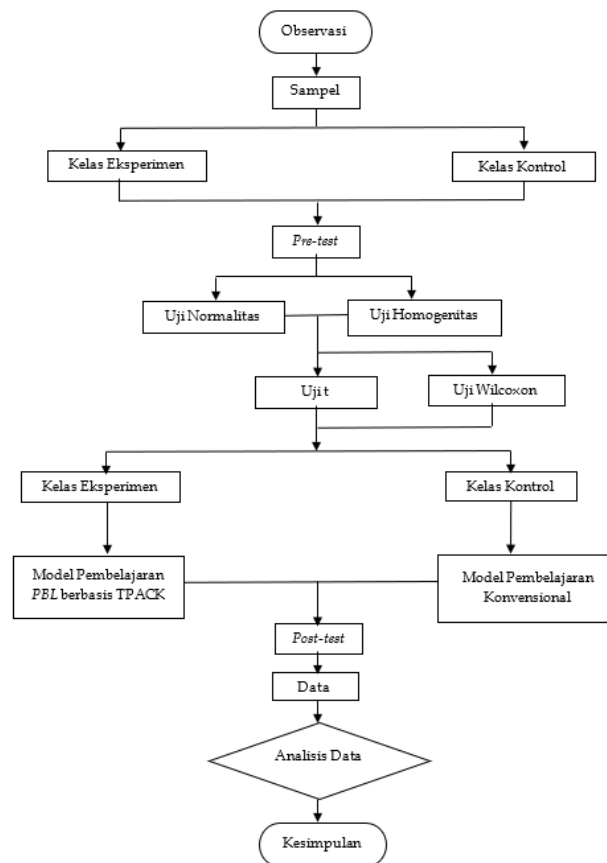 Observasi
Sampel
Kelas Eksperimen
Kelas Kontrol
Pre-test
Uji Normalitas
Uji Homogenitas
Uji t
Uji Wilcoxon
Kelas Eksperimen
Kelas Kontrol
Model Pembelajaran
PBL berbasis TPACK
Model Pembelajaran
Konvensional
Post-test
Data
Analisis Data
Kesimpulan